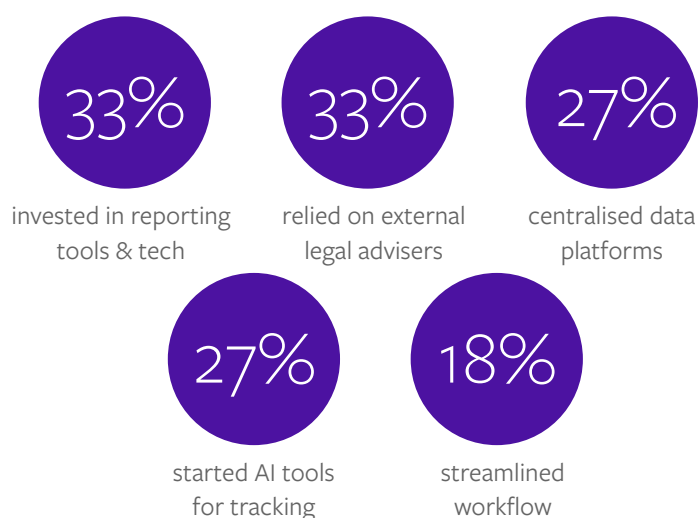 33%
invested in reporting
tools & tech
33%
relied on external
legal advisers
27%
centralised data
platforms
27%
started AI tools
for tracking
18%
streamlined
workflow